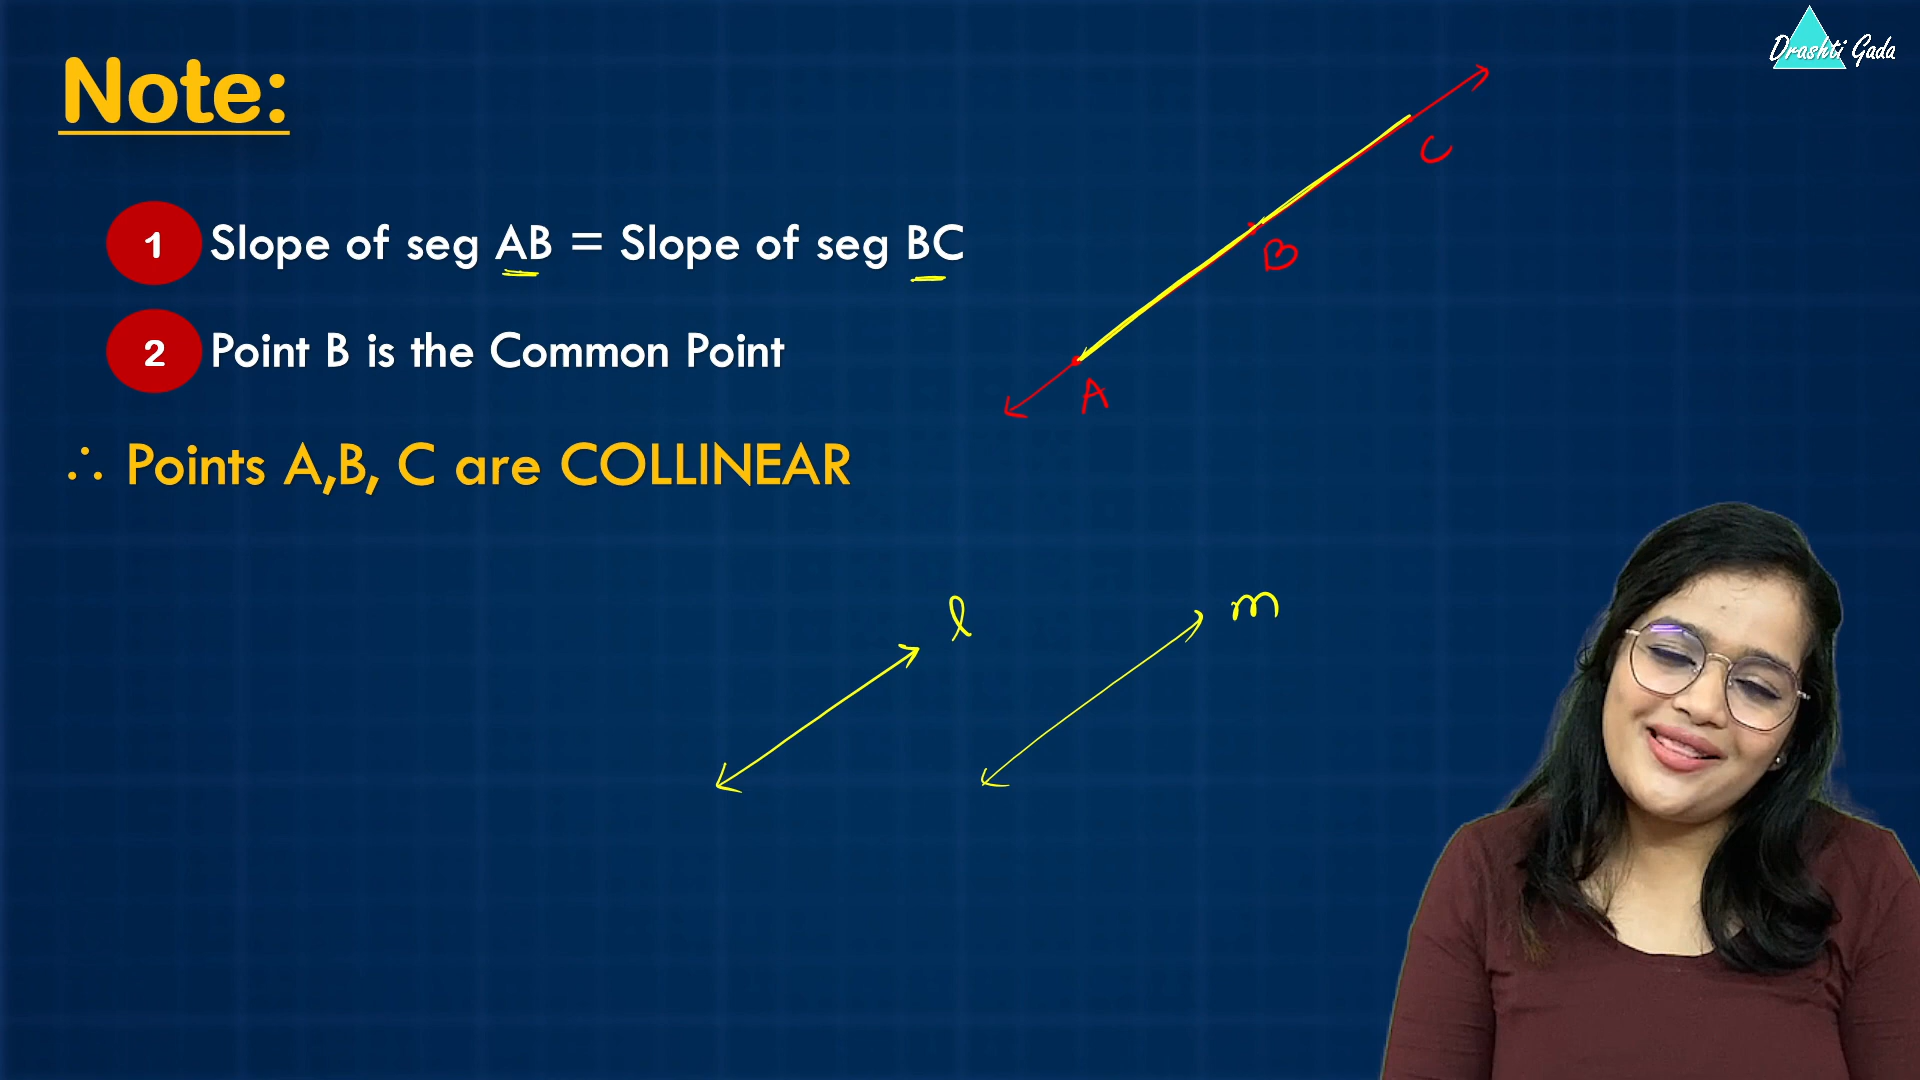 Drashti Gada
Note:
1 Slope of seg AB = Slope of seg BC
2 Point B is the Common Point
∴ Points A,B, C are COLLINEAR
C
B
A
l
m